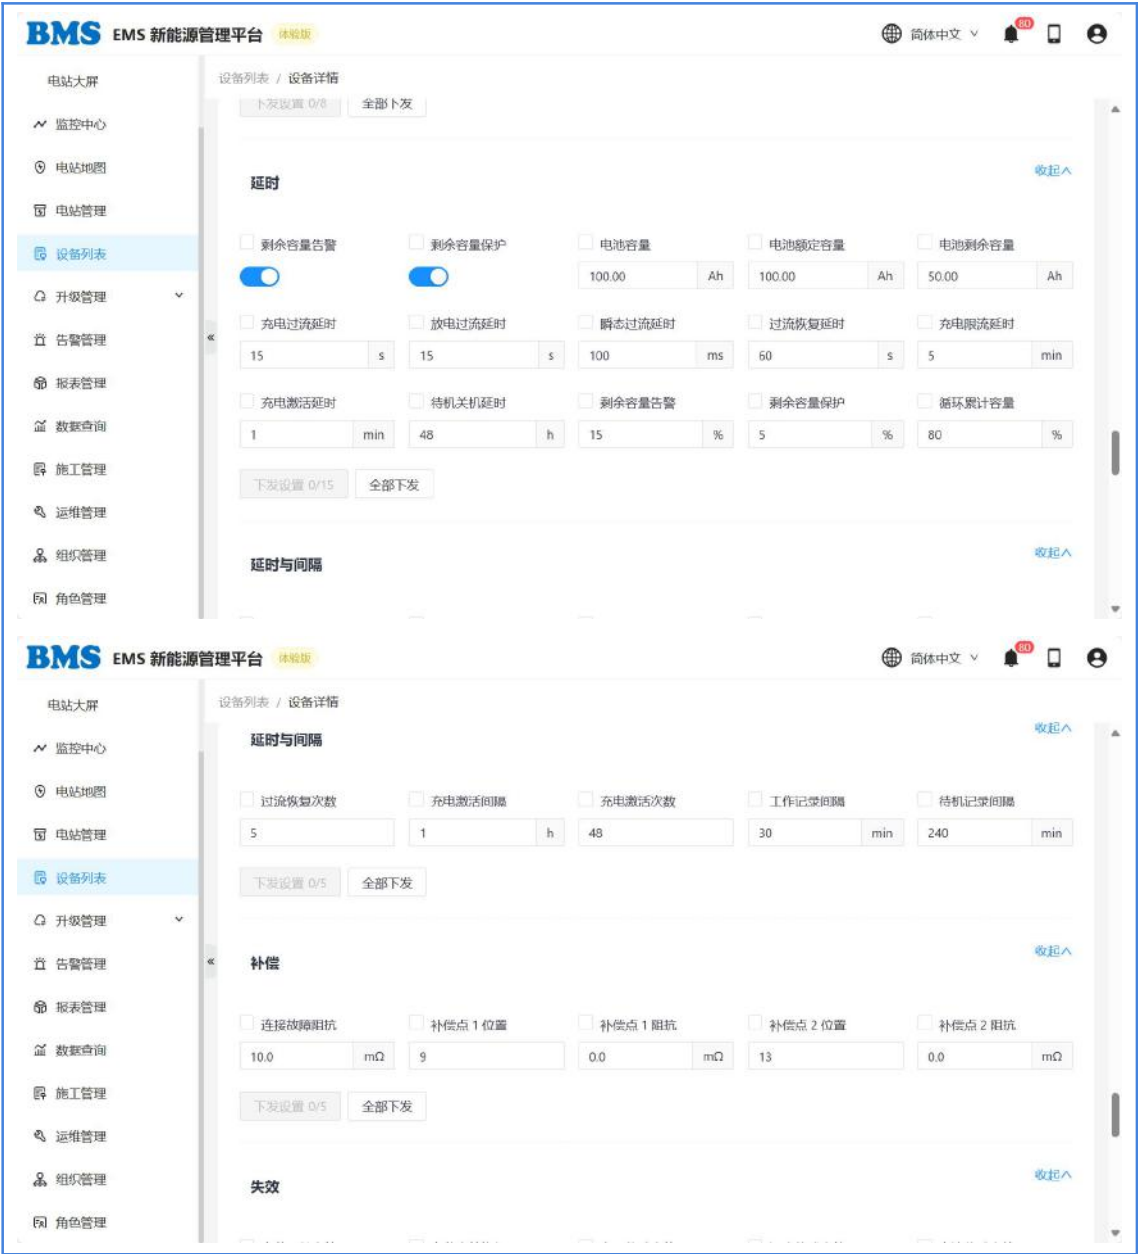 BMS EMS 新能源管理平台 体验版 简体中文 80
电站大屏
监控中心
电站地图
电站管理
设备列表
升级管理
告警管理
报表管理
数据查询
施工管理
运维管理
组织管理
角色管理
设备列表 / 设备详情
下发设置 0/8 全部下发
延时 收起
剩余容量告警 剩余容量保护 电池容量 电池额定容量 电池剩余容量
100.00 Ah 100.00 Ah 50.00 Ah
充电过流延时 放电过流延时 瞬态过流延时 过流恢复延时 充电限流延时
15 s 15 s 100 ms 60 s 5 min
充电激活延时 待机关机延时 剩余容量告警 剩余容量保护 循环累计容量
1 min 48 h 15 % 5 % 80 %
下发设置 0/15 全部下发
延时与间隔 收起
BMS EMS 新能源管理平台 体验版 简体中文 80
电站大屏
监控中心
电站地图
电站管理
设备列表
升级管理
告警管理
报表管理
数据查询
施工管理
运维管理
组织管理
角色管理
设备列表 / 设备详情
延时与间隔 收起
过流恢复次数 充电激活间隔 充电激活次数 工作记录间隔 待机记录间隔
5 1 h 48 30 min 240 min
下发设置 0/5 全部下发
补偿 收起
连接故障阻抗 补偿点 1 位置 补偿点 1 阻抗 补偿点 2 位置 补偿点 2 阻抗
10.0 mΩ 9 0.0 mΩ 13 0.0 mΩ
下发设置 0/5 全部下发
失效 收起